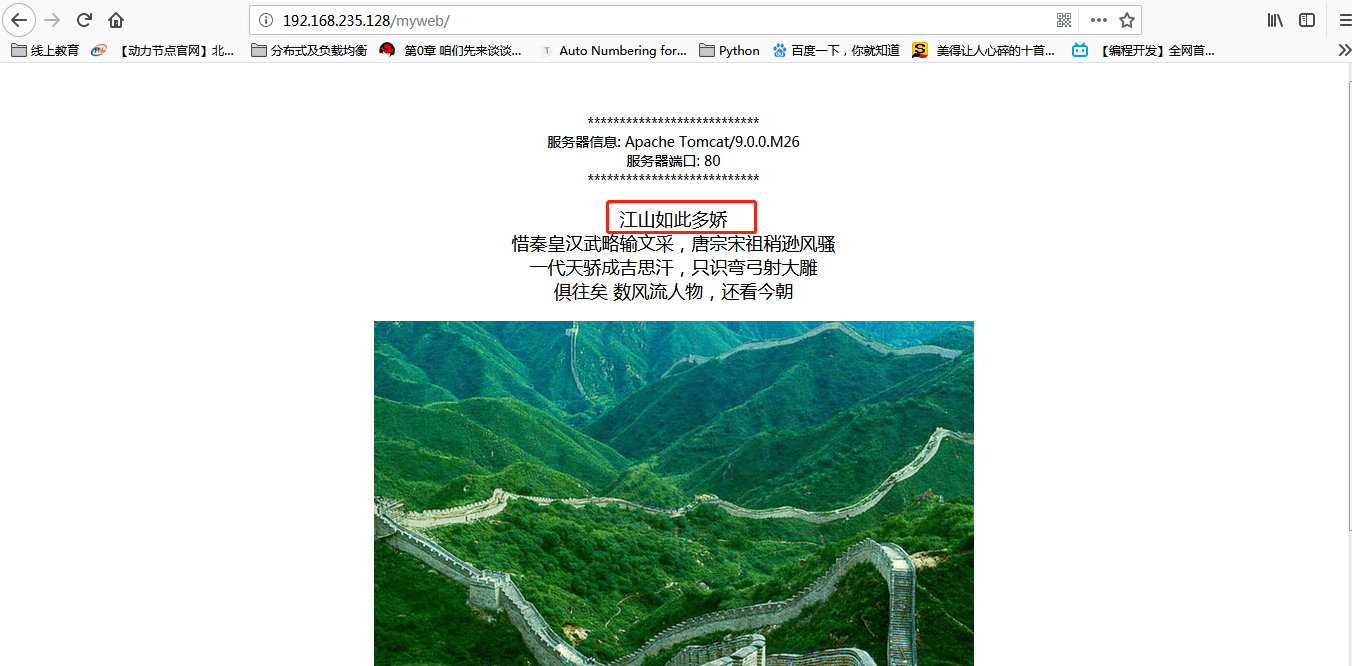 192.168.235.128/myweb/
线上教育 【动力节点官网】北... 分布式及负载均衡 第0章 咱们先来谈谈... T Auto Numbering for... Python 百度一下，你就知道 S 美得让人心碎的十首... 【编程开发】全网首...
***************************
服务器信息: Apache Tomcat/9.0.0.M26
服务器端口: 80
***************************
江山如此多娇
惜秦皇汉武略输文采，唐宗宋祖稍逊风骚
一代天骄成吉思汗，只识弯弓射大雕
俱往矣 数风流人物，还看今朝